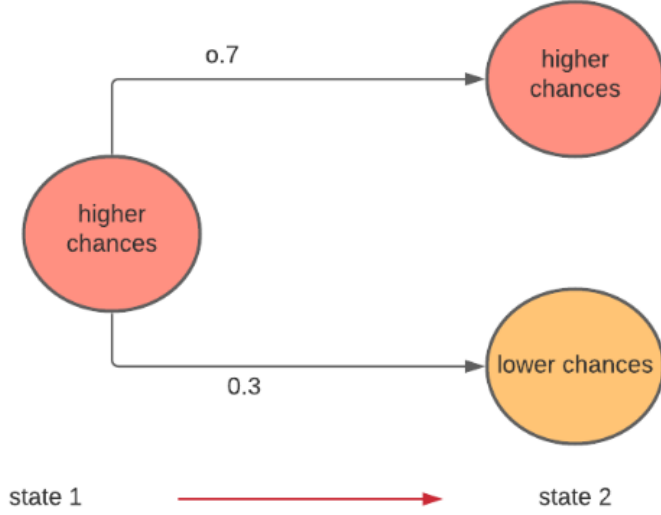 o.7
higher
chances
higher
chances
lower chances
0.3
state 1
state 2